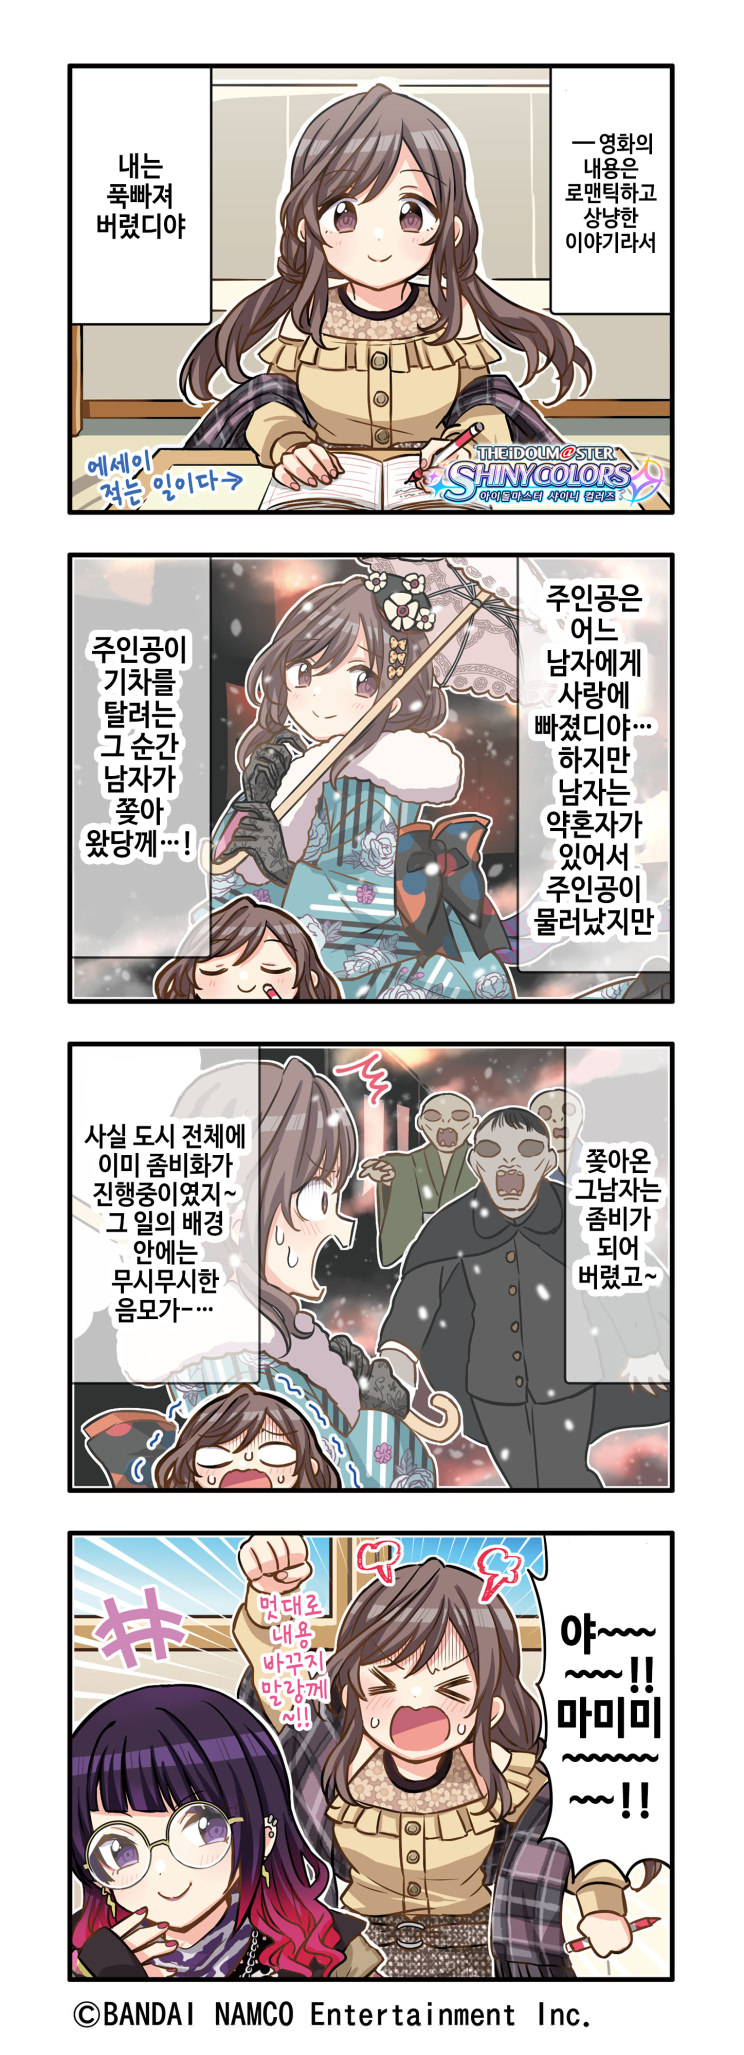 ― 영화의
내용은
로맨틱하고
상냥한
이야기라서
내는
푹빠져
버렸디야
에세이
적는 일이다→
THE iDOLM@STER
SHINY COLORS
아이돌마스터 샤이니 컬러즈
주인공은
어느
남자에게
사랑에
빠졌디야…
하지만
남자는
약혼자가
있어서
주인공이
물러났지만
주인공이
기차를
탈려는
그 순간
남자가
쫒아
왔당께…!
쫒아온
그남자는
좀비가
되어
버렸고~
사실 도시 전체에
이미 좀비화가
진행중이였지~
그 일의 배경
안에는
무시무시한
음모가-…
야~~~~
~~~~!!
마미미
~~~~~~~
~~~!!
멋대로
내용
바꾸지
말랑께
~!!
©BANDAI NAMCO Entertainment Inc.